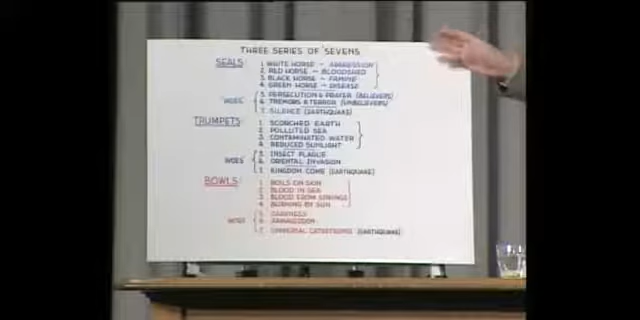 THREE SERIES OF SEVENS
SEALS: 1. WHITE HORSE - AGGRESSION
2. RED HORSE - BLOODSHED
3. BLACK HORSE - FAMINE
4. GREEN HORSE - DISEASE
5. PERSECUTION & PRAYER (BELIEVERS)
WOES 6. TREMORS & TERROR (UNBELIEVERS)
7. SILENCE (EARTHQUAKE)
TRUMPETS: 1. SCORCHED EARTH
2. POLLUTED SEA
3. CONTAMINATED WATER
4. REDUCED SUNLIGHT
5. INSECT PLAGUE
WOES 6. ORIENTAL INVASION
7. KINGDOM COME (EARTHQUAKE)
BOWLS: 1. BOILS ON SKIN
2. BLOOD IN SEA
3. BLOOD FROM SPRINGS
4. BURNING BY SUN
5. DARKNESS
WOES 6. ARMAGEDDON
7. UNIVERSAL CATASTROPHE (EARTHQUAKE)